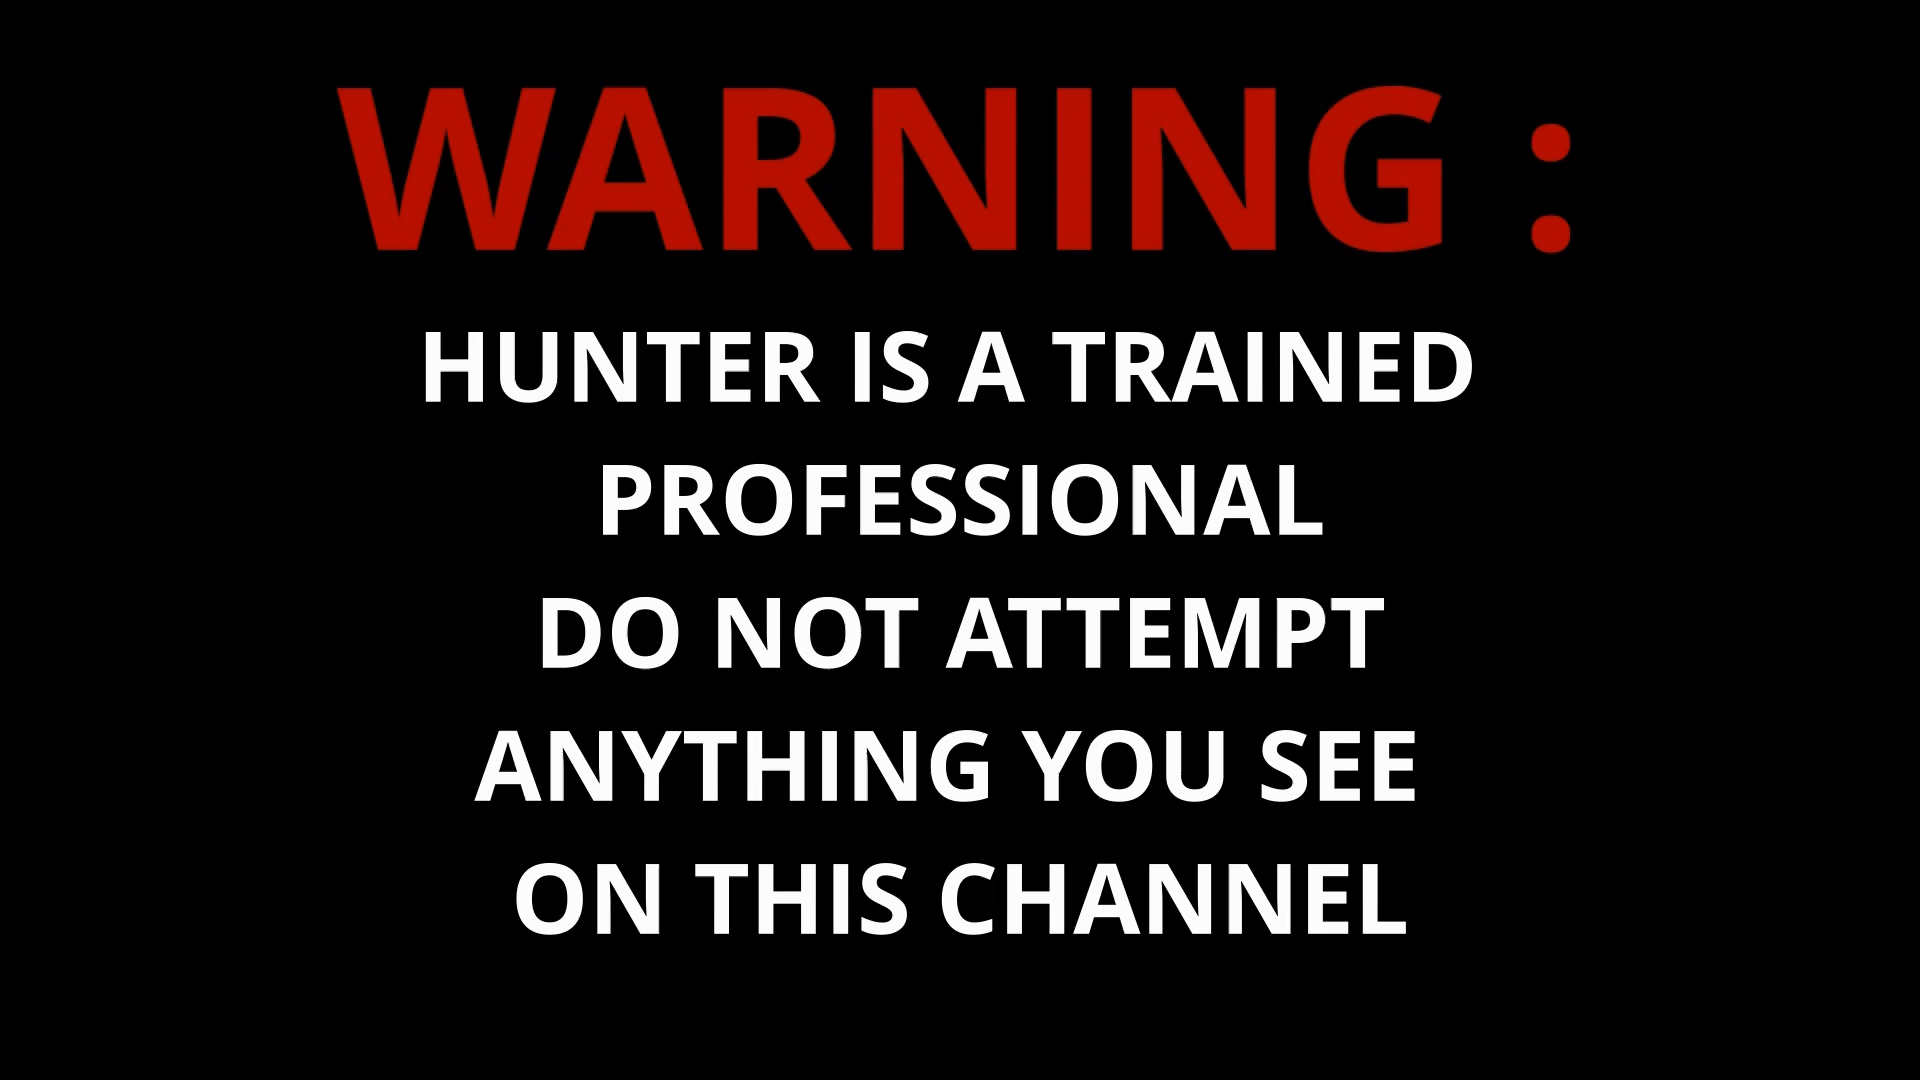 WARNING :
HUNTER IS A TRAINED
PROFESSIONAL
DO NOT ATTEMPT
ANYTHING YOU SEE
ON THIS CHANNEL